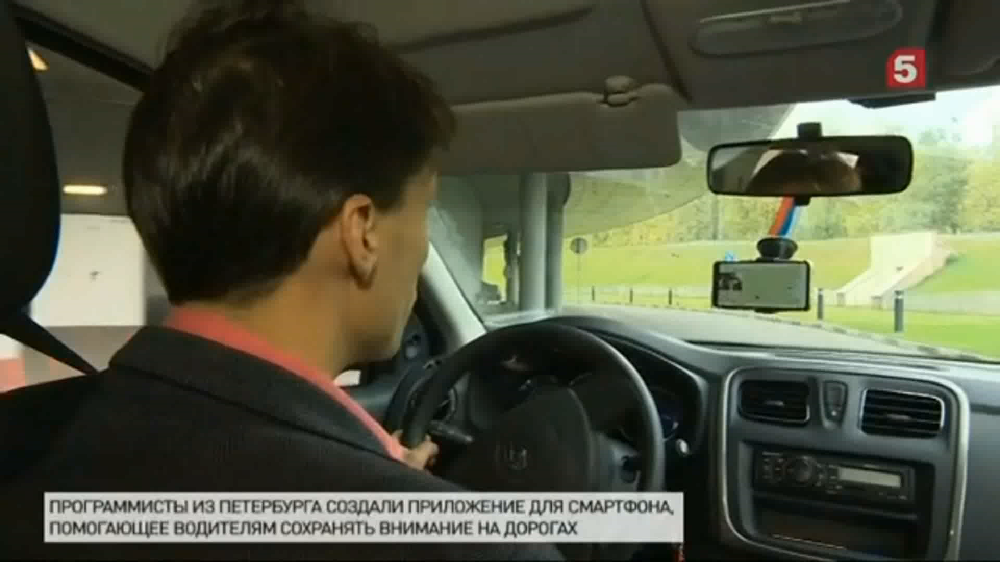 5
ПРОГРАММИСТЫ ИЗ ПЕТЕРБУРГА СОЗДАЛИ ПРИЛОЖЕНИЕ ДЛЯ СМАРТФОНА,
ПОМОГАЮЩЕЕ ВОДИТЕЛЯМ СОХРАНЯТЬ ВНИМАНИЕ НА ДОРОГАХ